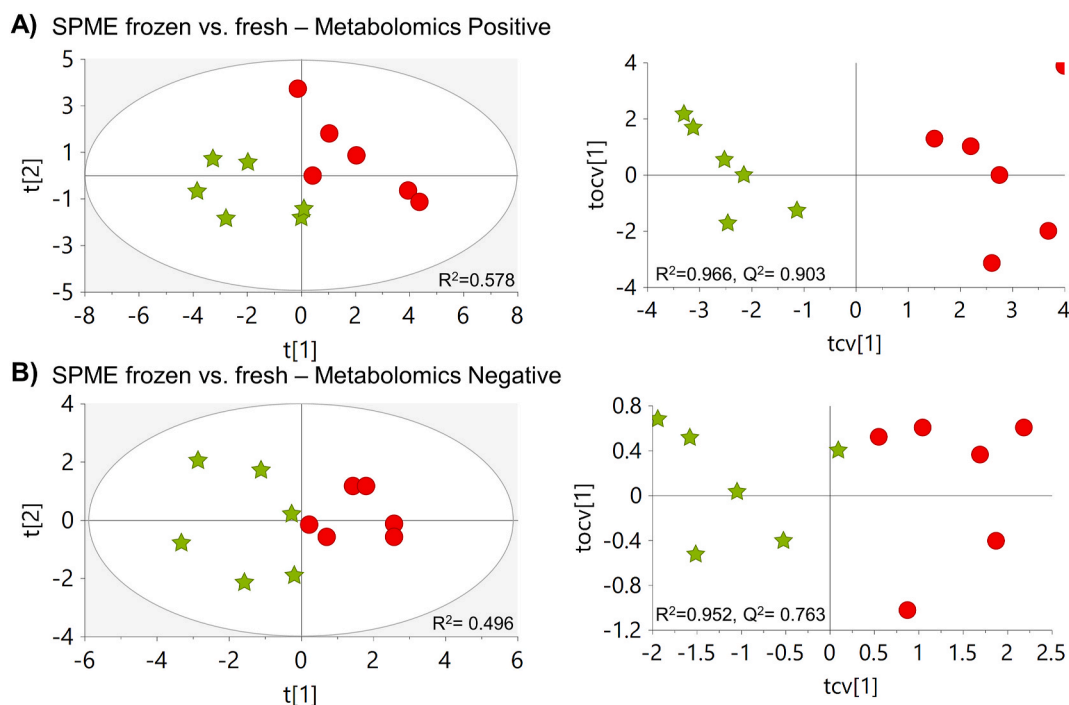 A) SPME frozen vs. fresh – Metabolomics Positive
5
3
1
-1
-3
-5
t[2]
R²=0.578
-8 -6 -4 -2 0 2 4 6 8
t[1]
4
2
0
-2
-4
tocv[1]
R²=0.966, Q²= 0.903
-4 -3 -2 -1 0 1 2 3 4
tcv[1]
B) SPME frozen vs. fresh – Metabolomics Negative
4
2
0
-2
-4
t[2]
R²= 0.496
-6 -4 -2 0 2 4 6
t[1]
0.8
0.4
0
-0.4
-0.8
-1.2
tocv[1]
R²=0.952, Q²= 0.763
-2 -1.5 -1 -0.5 0 0.5 1 1.5 2 2.5
tcv[1]